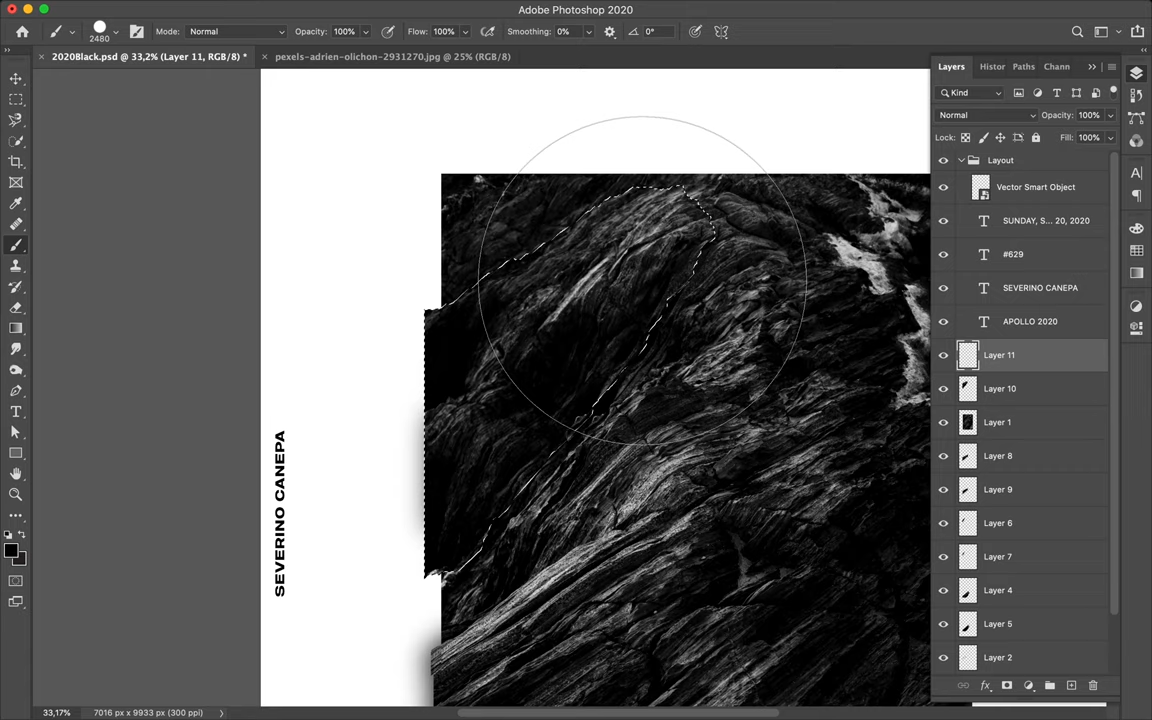 Adobe Photoshop 2020
2480
Mode: Normal
Opacity: 100%
Flow: 100%
Smoothing: 0%
0°
2020Black.psd @ 33,2% (Layer 11, RGB/8) *
pexels-adrien-olichon-2931270.jpg @ 25% (RGB/8)
Layers
Histor
Paths
Chann
Kind
Normal
Opacity: 100%
Lock:
Fill: 100%
Layout
Vector Smart Object
SUNDAY, S... 20, 2020
#629
SEVERINO CANEPA
APOLLO 2020
Layer 11
Layer 10
Layer 1
Layer 8
Layer 9
Layer 6
Layer 7
Layer 4
Layer 5
Layer 2
SEVERINO CANEPA
33,17%
7016 px x 9933 px (300 ppi)